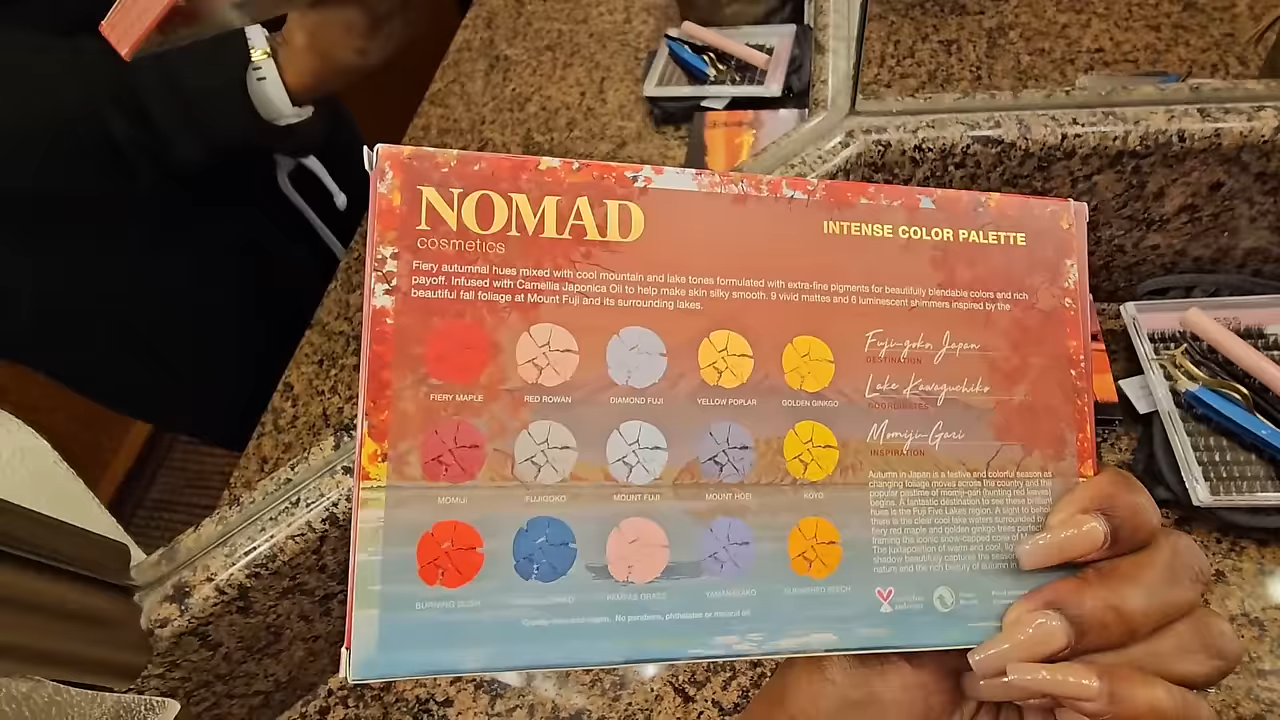 NOMAD
cosmetics
INTENSE COLOR PALETTE
Fiery autumnal hues mixed with cool mountain and lake tones formulated with extra-fine pigments for beautifully blendable colors and rich
payoff. Infused with Camellia Japonica Oil to help make skin silky smooth. 9 vivid mattes and 6 luminescent shimmers inspired by the
beautiful fall foliage at Mount Fuji and its surrounding lakes.
FIERY MAPLE
RED ROWAN
DIAMOND FUJI
YELLOW POPLAR
GOLDEN GINKGO
Fuji-goko, Japan
DESTINATION
Lake Kawaguchiko
COORDINATES
Momiji-Gari
INSPIRATION
MOMIJI
FUJIGOKO
MOUNT FUJI
MOUNT HOEI
KOYO
Autumn in Japan is a festive and colorful season as
changing foliage moves across the country and the
popular pastime of momiji-gari (hunting red leaves)
begins. A fantastic destination to see these brilliant
hues is the Fuji Five Lakes region. A sight to behold
there is the clear cool lake waters surrounded by
fiery red maple and golden ginkgo trees perfect
framing the iconic snow-capped cone of M
The juxtaposition of warm and cool, lig
shadow beautifully captures the season
nature and the rich beauty of autumn in
BURNING BUSH
PAMPAS GRASS
YAMANAKAKO
BURNISHED BEECH
No parabens, phthalates or mineral oil